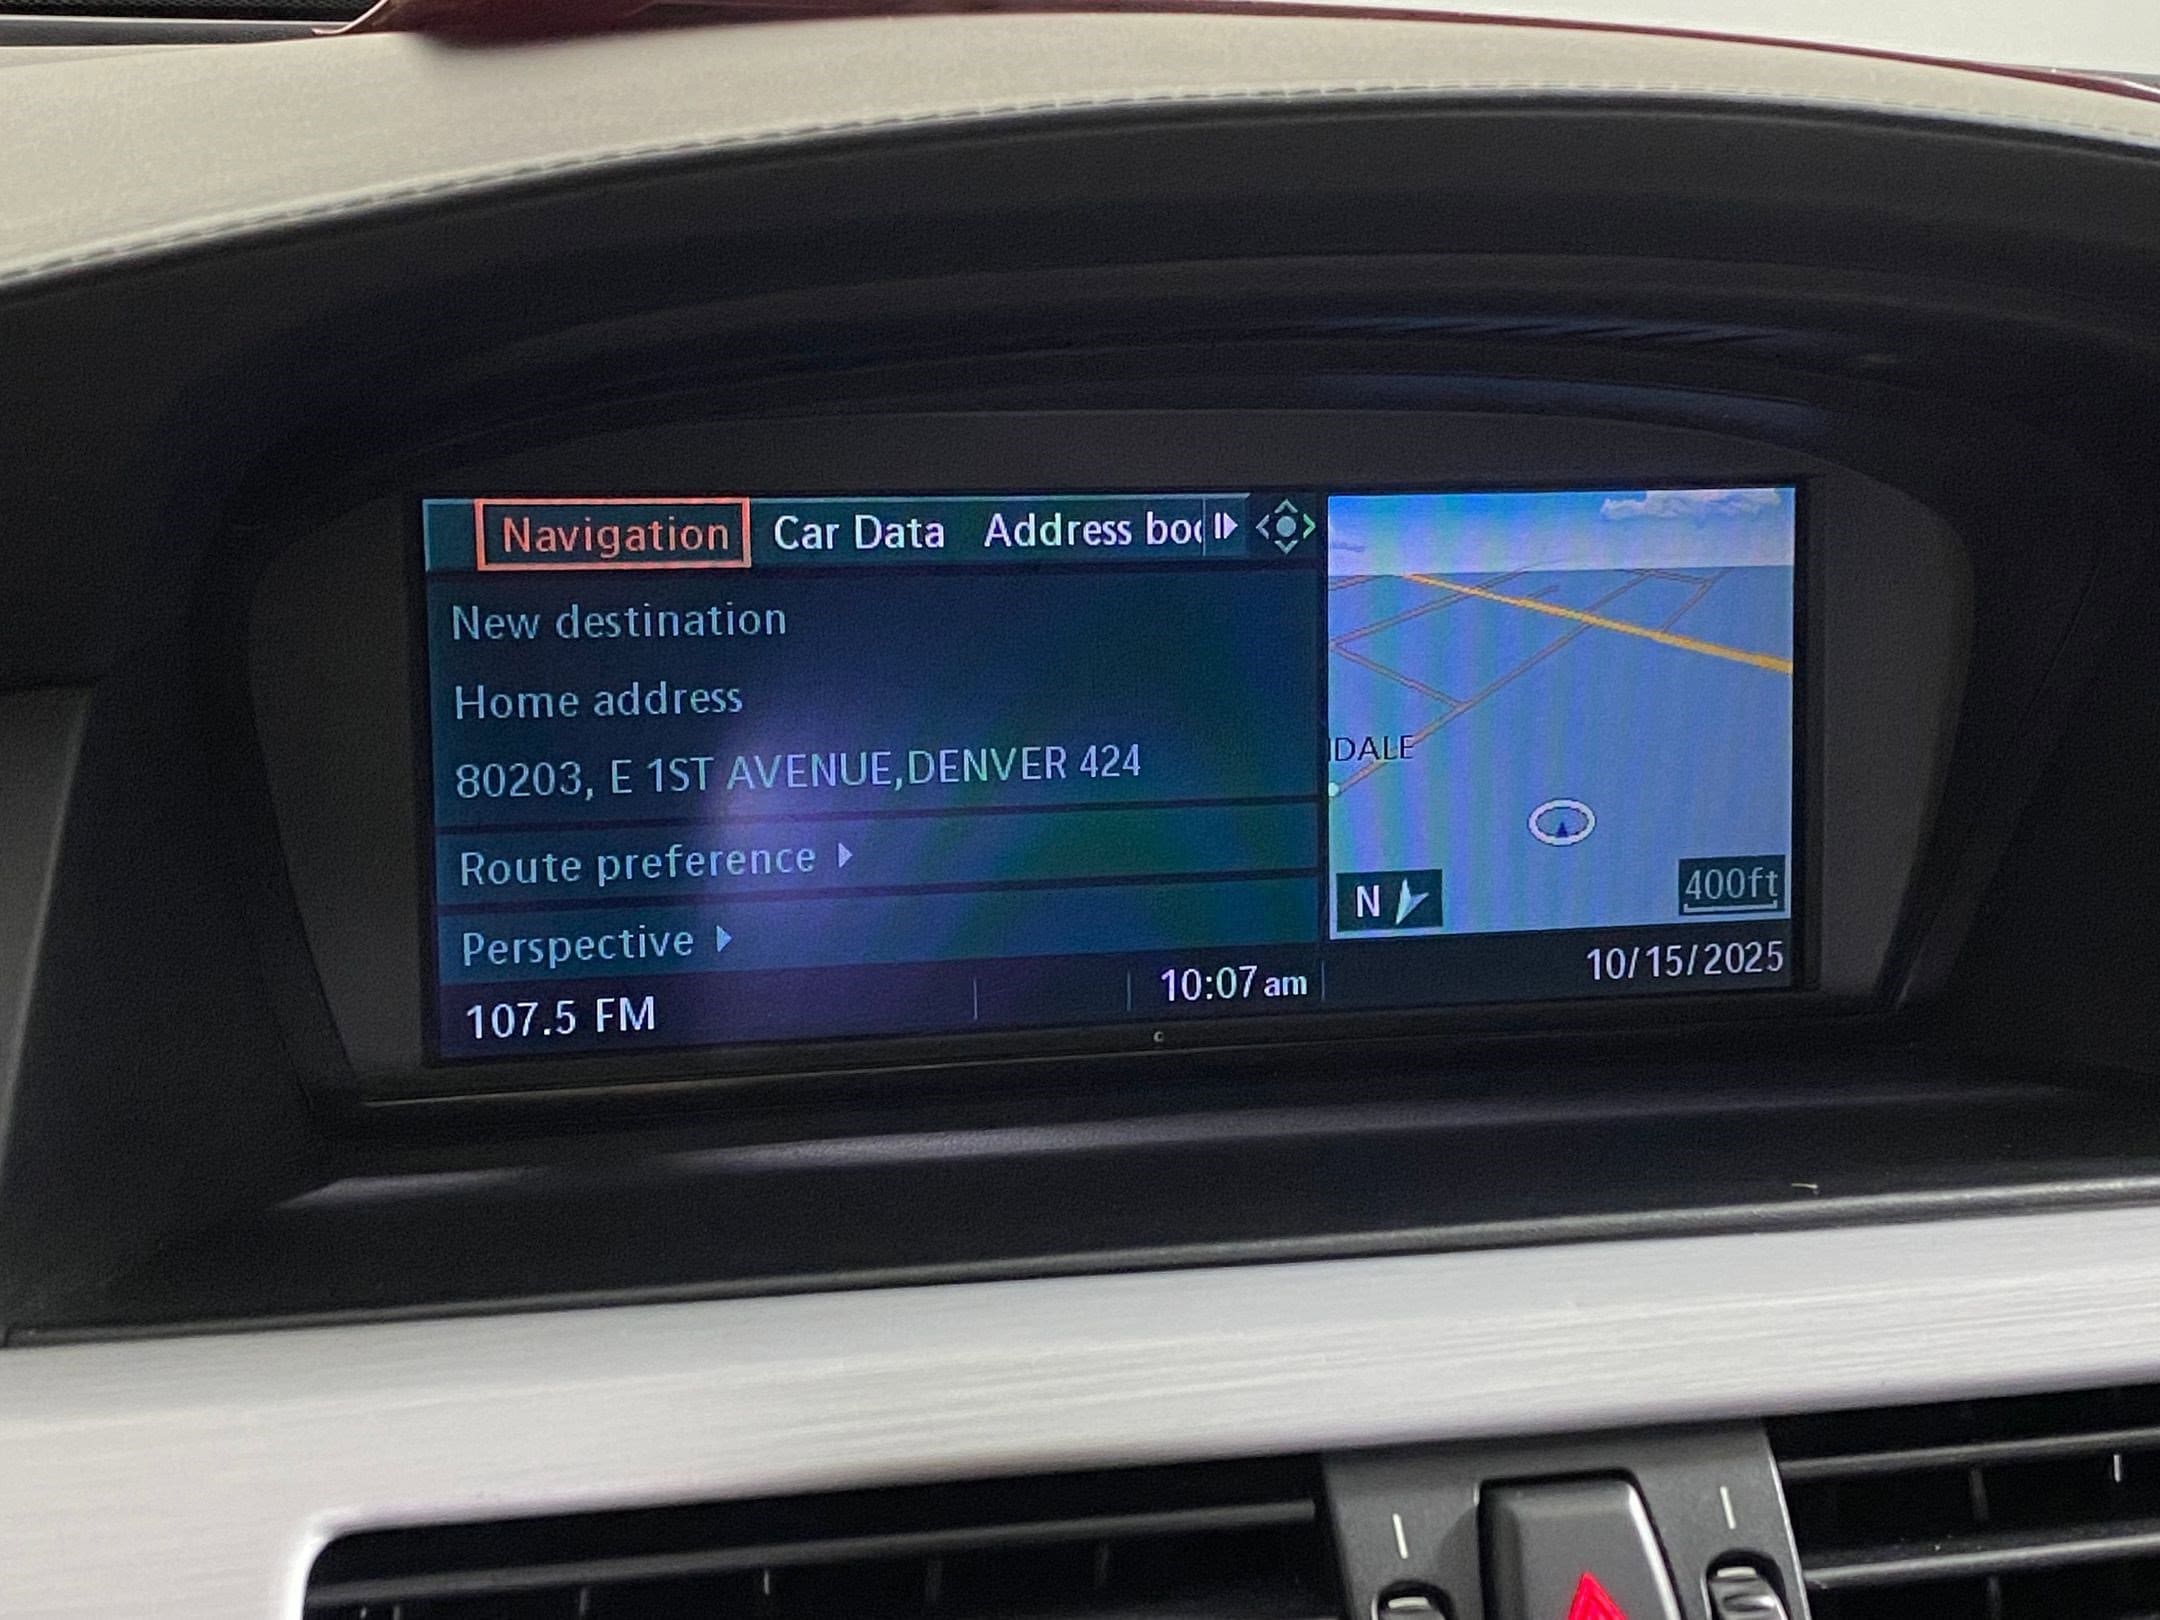 Navigation Car Data Address boo
New destination
Home address
80203, E 1ST AVENUE,DENVER 424
Route preference
Perspective
107.5 FM
10:07 am
IDALE
N
400ft
10/15/2025